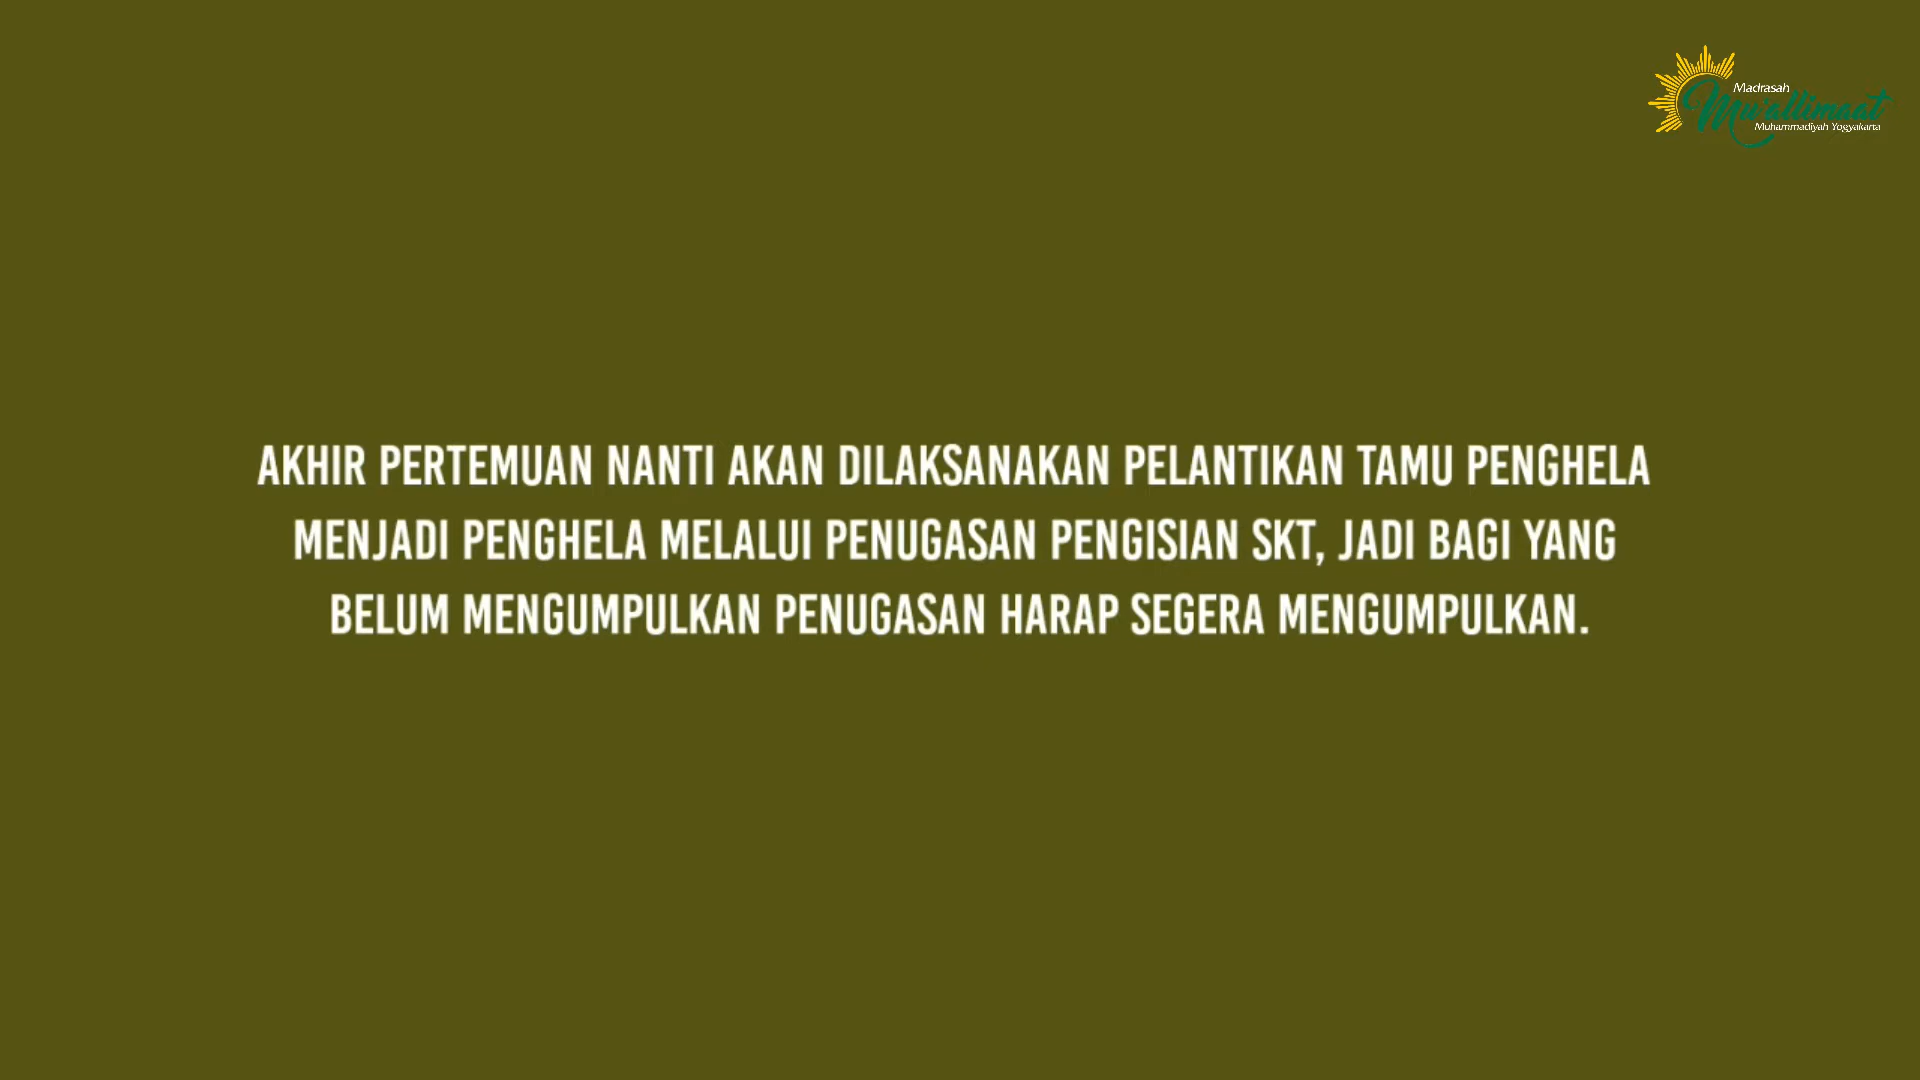 Madrasah
Mu'allimaat
Muhammadiyah Yogyakarta
AKHIR PERTEMUAN NANTI AKAN DILAKSANAKAN PELANTIKAN TAMU PENGHELA
MENJADI PENGHELA MELALUI PENUGASAN PENGISIAN SKT, JADI BAGI YANG
BELUM MENGUMPULKAN PENUGASAN HARAP SEGERA MENGUMPULKAN.